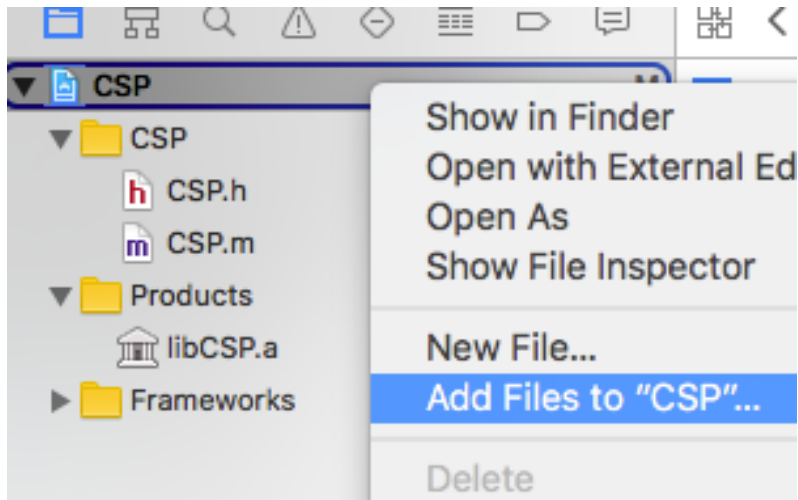 CSP
M
CSP
CSP.h
CSP.m
Products
libCSP.a
Frameworks
Show in Finder
Open with External Ed
Open As
Show File Inspector
New File...
Add Files to “CSP”...
Delete